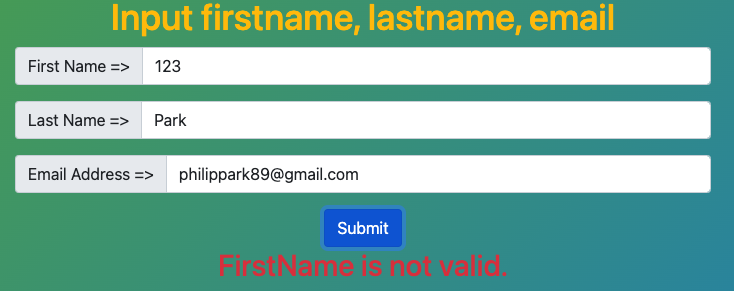 Input firstname, lastname, email
First Name => 123
Last Name => Park
Email Address => philippark89@gmail.com
Submit
FirstName is not valid.